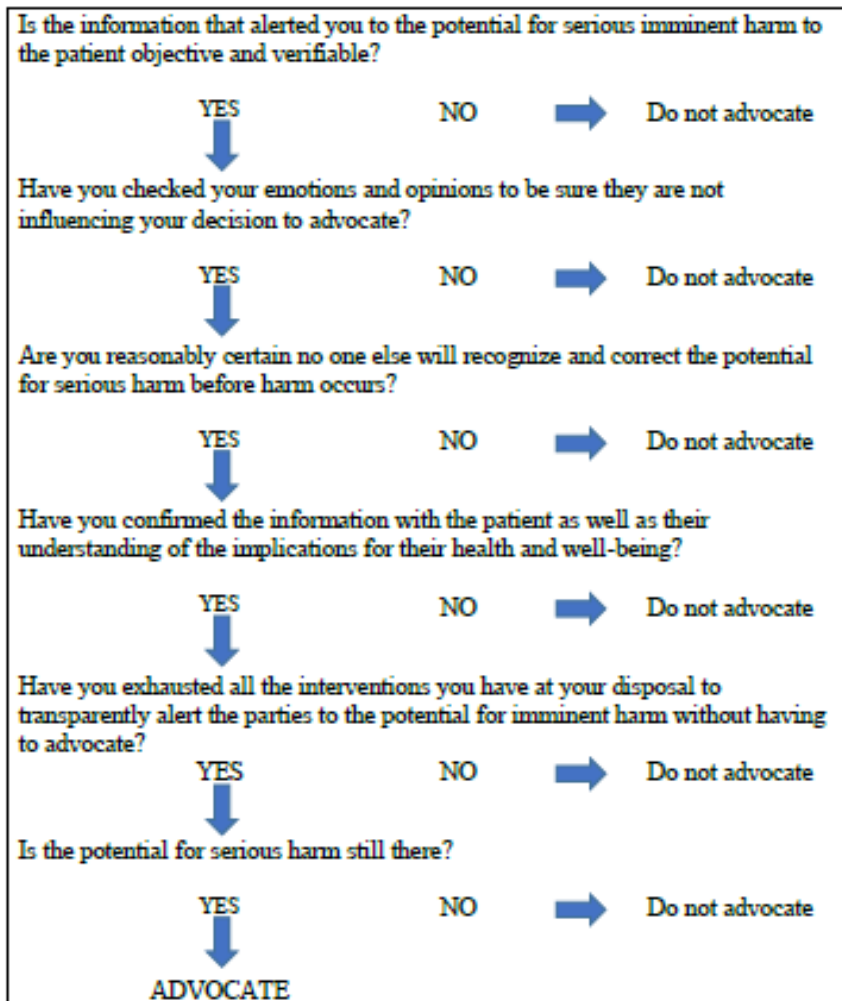 Is the information that alerted you to the potential for serious imminent harm to
the patient objective and verifiable?
YES NO Do not advocate
Have you checked your emotions and opinions to be sure they are not
influencing your decision to advocate?
YES NO Do not advocate
Are you reasonably certain no one else will recognize and correct the potential
for serious harm before harm occurs?
YES NO Do not advocate
Have you confirmed the information with the patient as well as their
understanding of the implications for their health and well-being?
YES NO Do not advocate
Have you exhausted all the interventions you have at your disposal to
transparently alert the parties to the potential for imminent harm without having
to advocate?
YES NO Do not advocate
Is the potential for serious harm still there?
YES NO Do not advocate
ADVOCATE